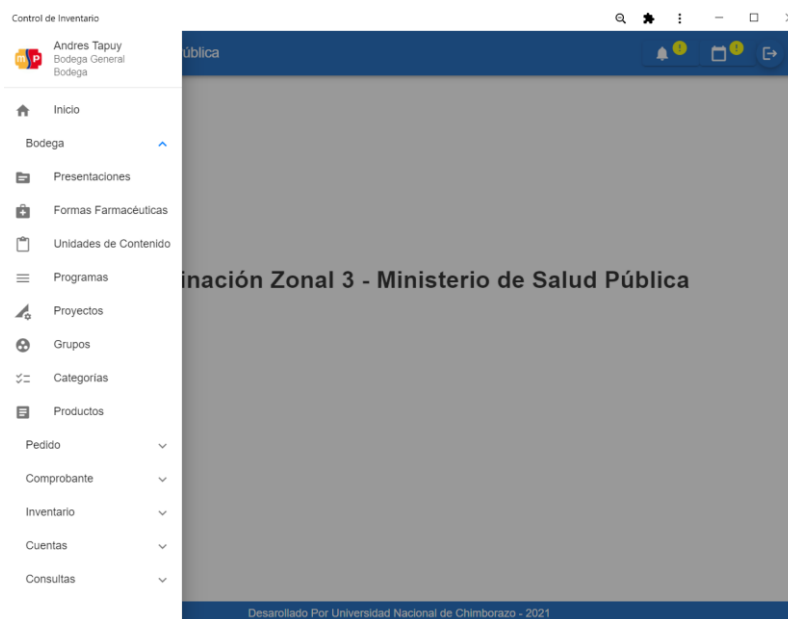 Control de Inventario
Andres Tapuy
Bodega General
Bodega
ública
Inicio
Bodega
Presentaciones
Formas Farmacéuticas
Unidades de Contenido
Programas
Proyectos
Grupos
Categorías
Productos
Pedido
Comprobante
Inventario
Cuentas
Consultas
inación Zonal 3 - Ministerio de Salud Pública
Desarollado Por Universidad Nacional de Chimborazo - 2021